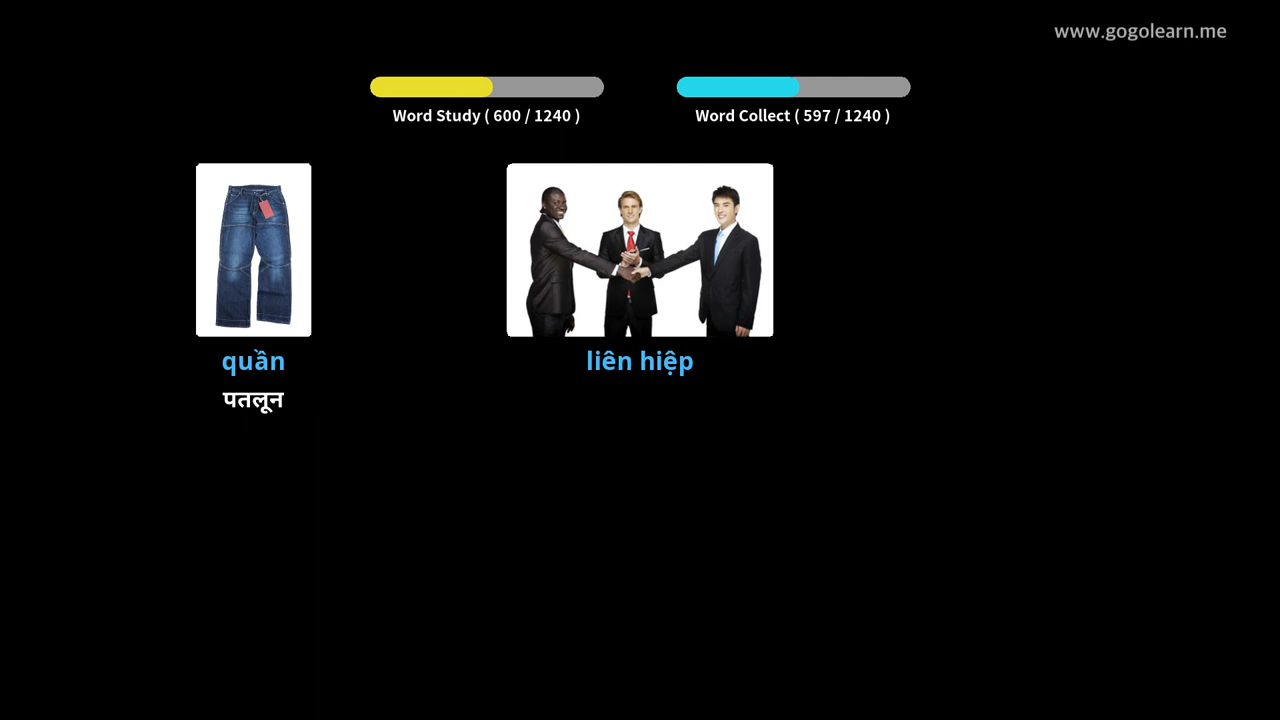 www.gogolearn.me
Word Study ( 600 / 1240 )
Word Collect ( 597 / 1240 )
quần
liên hiệp
पतलून